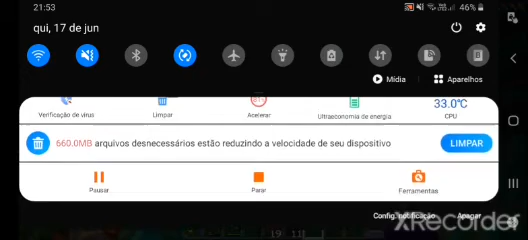 21:53
46%
qui, 17 de jun
Mídia
Aparelhos
81%
33.0°C
Verificação de vírus
Limpar
Acelerar
Ultraeconomia de energia
CPU
660.0MB arquivos desnecessários estão reduzindo a velocidade de seu dispositivo
LIMPAR
Pausar
Parar
Ferramentas
Config. notificação
Apagar
XRecorder